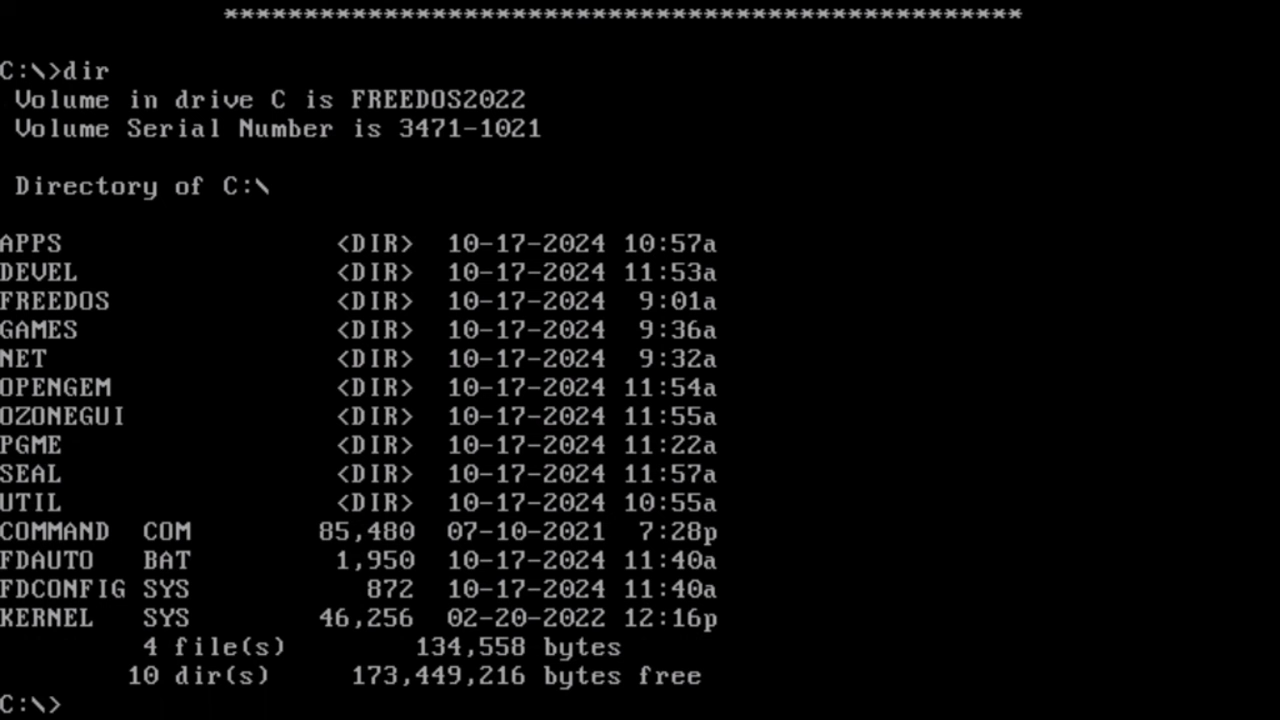 **************************************************
C:\>dir
Volume in drive C is FREEDOS2022
Volume Serial Number is 3471-1021
Directory of C:\
APPS <DIR> 10-17-2024 10:57a
DEVEL <DIR> 10-17-2024 11:53a
FREEDOS <DIR> 10-17-2024 9:01a
GAMES <DIR> 10-17-2024 9:36a
NET <DIR> 10-17-2024 9:32a
OPENGEM <DIR> 10-17-2024 11:54a
OZONEGUI <DIR> 10-17-2024 11:55a
PGME <DIR> 10-17-2024 11:22a
SEAL <DIR> 10-17-2024 11:57a
UTIL <DIR> 10-17-2024 10:55a
COMMAND COM 85,480 07-10-2021 7:28p
FDAUTO BAT 1,950 10-17-2024 11:40a
FDCONFIG SYS 872 10-17-2024 11:40a
KERNEL SYS 46,256 02-20-2022 12:16p
4 file(s) 134,558 bytes
10 dir(s) 173,449,216 bytes free
C:\>